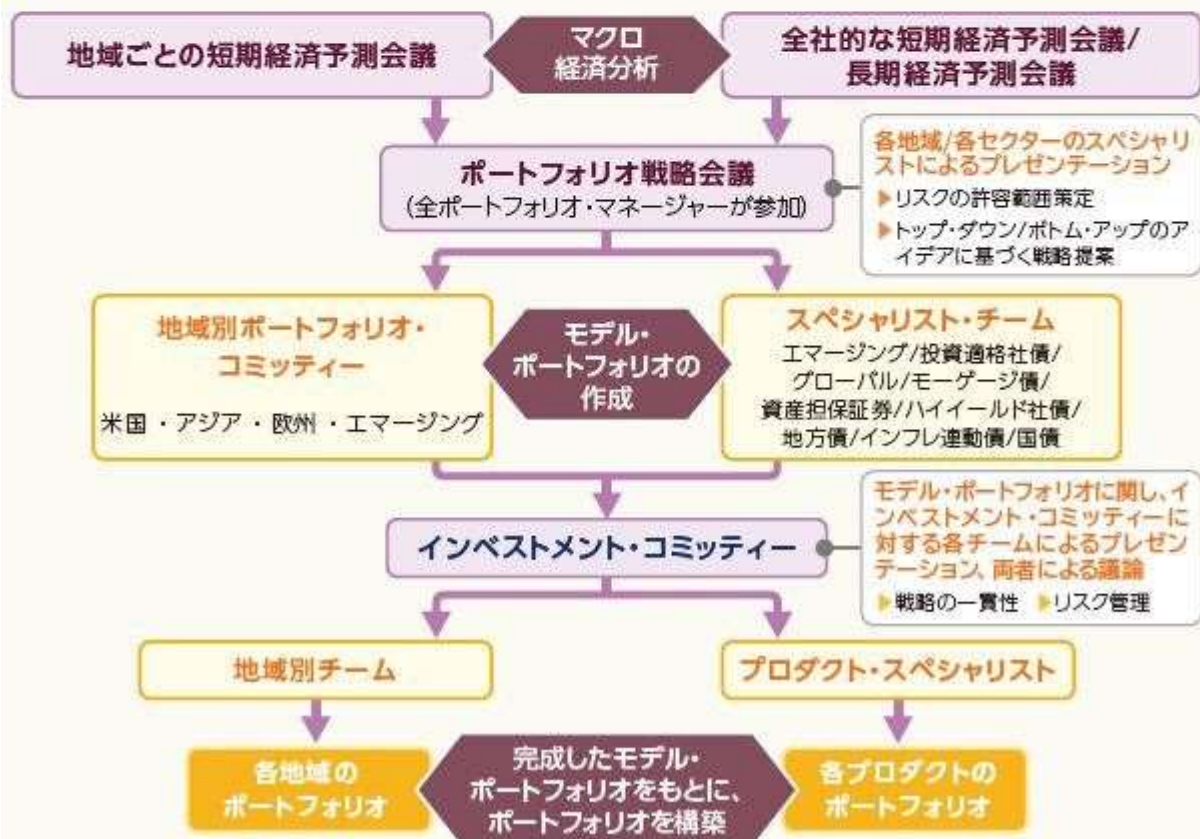 地域ごとの短期経済予測会議
マクロ
経済分析
全社的な短期経済予測会議/
長期経済予測会議
ポートフォリオ戦略会議
(全ポートフォリオ・マネージャーが参加)
各地域/各セクターのスペシャリ
ストによるプレゼンテーション
▶リスクの許容範囲策定
▶トップ・ダウン/ボトム・アップのア
イデアに基づく戦略提案
地域別ポートフォリオ・
コミッティー
米国・アジア・欧州・エマージング
モデル・
ポートフォリオの
作成
スペシャリスト・チーム
エマージング/投資適格社債/
グローバル/モーゲージ債/
資産担保証券/ハイイールド社債/
地方債/インフレ連動債/国債
インベストメント・コミッティー
モデル・ポートフォリオに関し、イ
ンベストメント・コミッティーに
対する各チームによるプレゼン
テーション、両者による議論
▶戦略の一貫性 ▶リスク管理
地域別チーム
プロダクト・スペシャリスト
各地域の
ポートフォリオ
完成したモデル・
ポートフォリオをもとに、
ポートフォリオを構築
各プロダクトの
ポートフォリオ